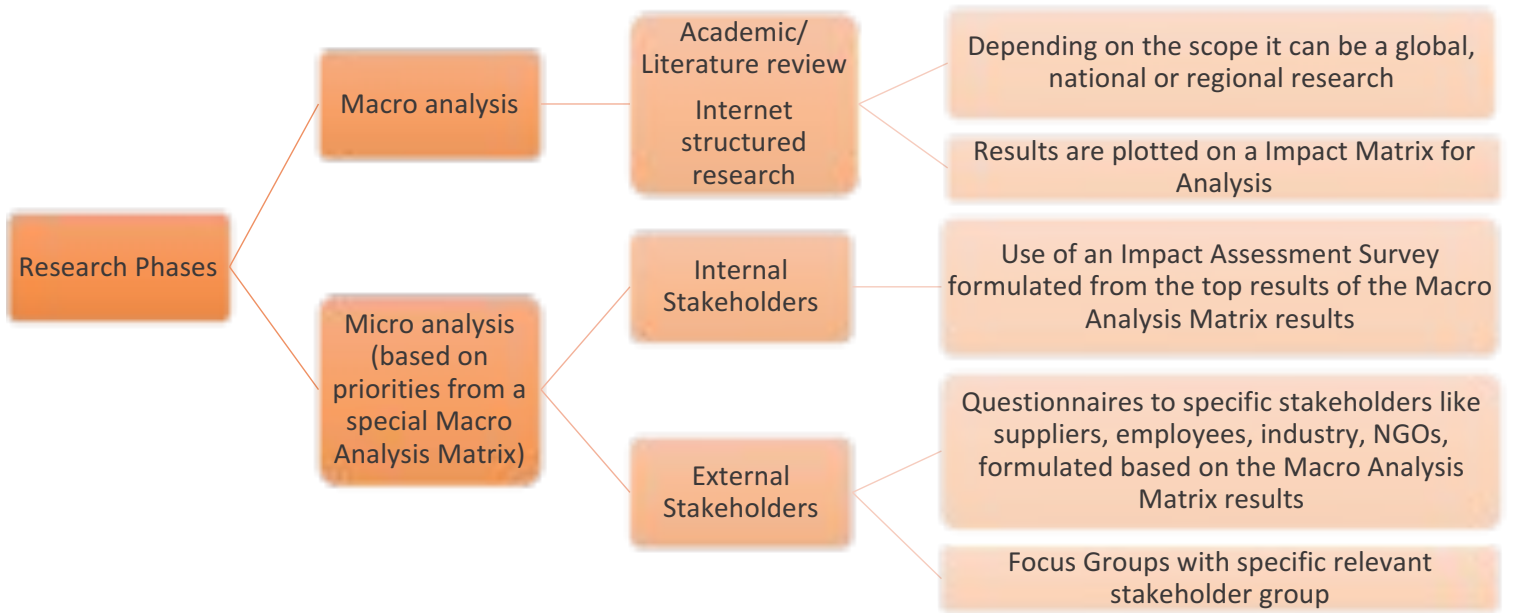 Research Phases
Macro analysis
Academic/
Literature review
Internet
structured
research
Depending on the scope it can be a global,
national or regional research
Results are plotted on a Impact Matrix for
Analysis
Micro analysis
(based on
priorities from a
special Macro
Analysis Matrix)
Internal
Stakeholders
Use of an Impact Assessment Survey
formulated from the top results of the Macro
Analysis Matrix results
External
Stakeholders
Questionnaires to specific stakeholders like
suppliers, employees, industry, NGOs,
formulated based on the Macro Analysis
Matrix results
Focus Groups with specific relevant
stakeholder group